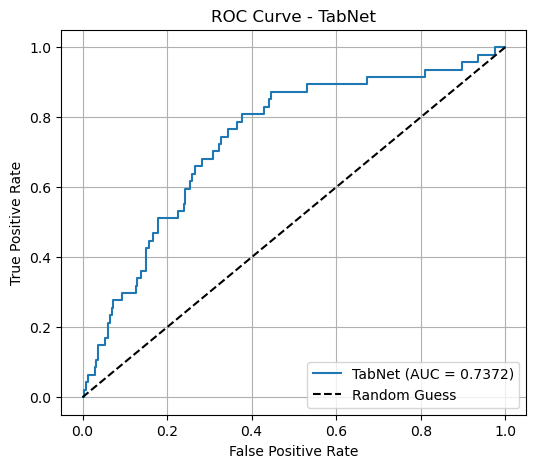 ROC Curve - TabNet
True Positive Rate
1.0
0.8
0.6
0.4
0.2
0.0
TabNet (AUC = 0.7372)
Random Guess
0.0 0.2 0.4 0.6 0.8 1.0
False Positive Rate